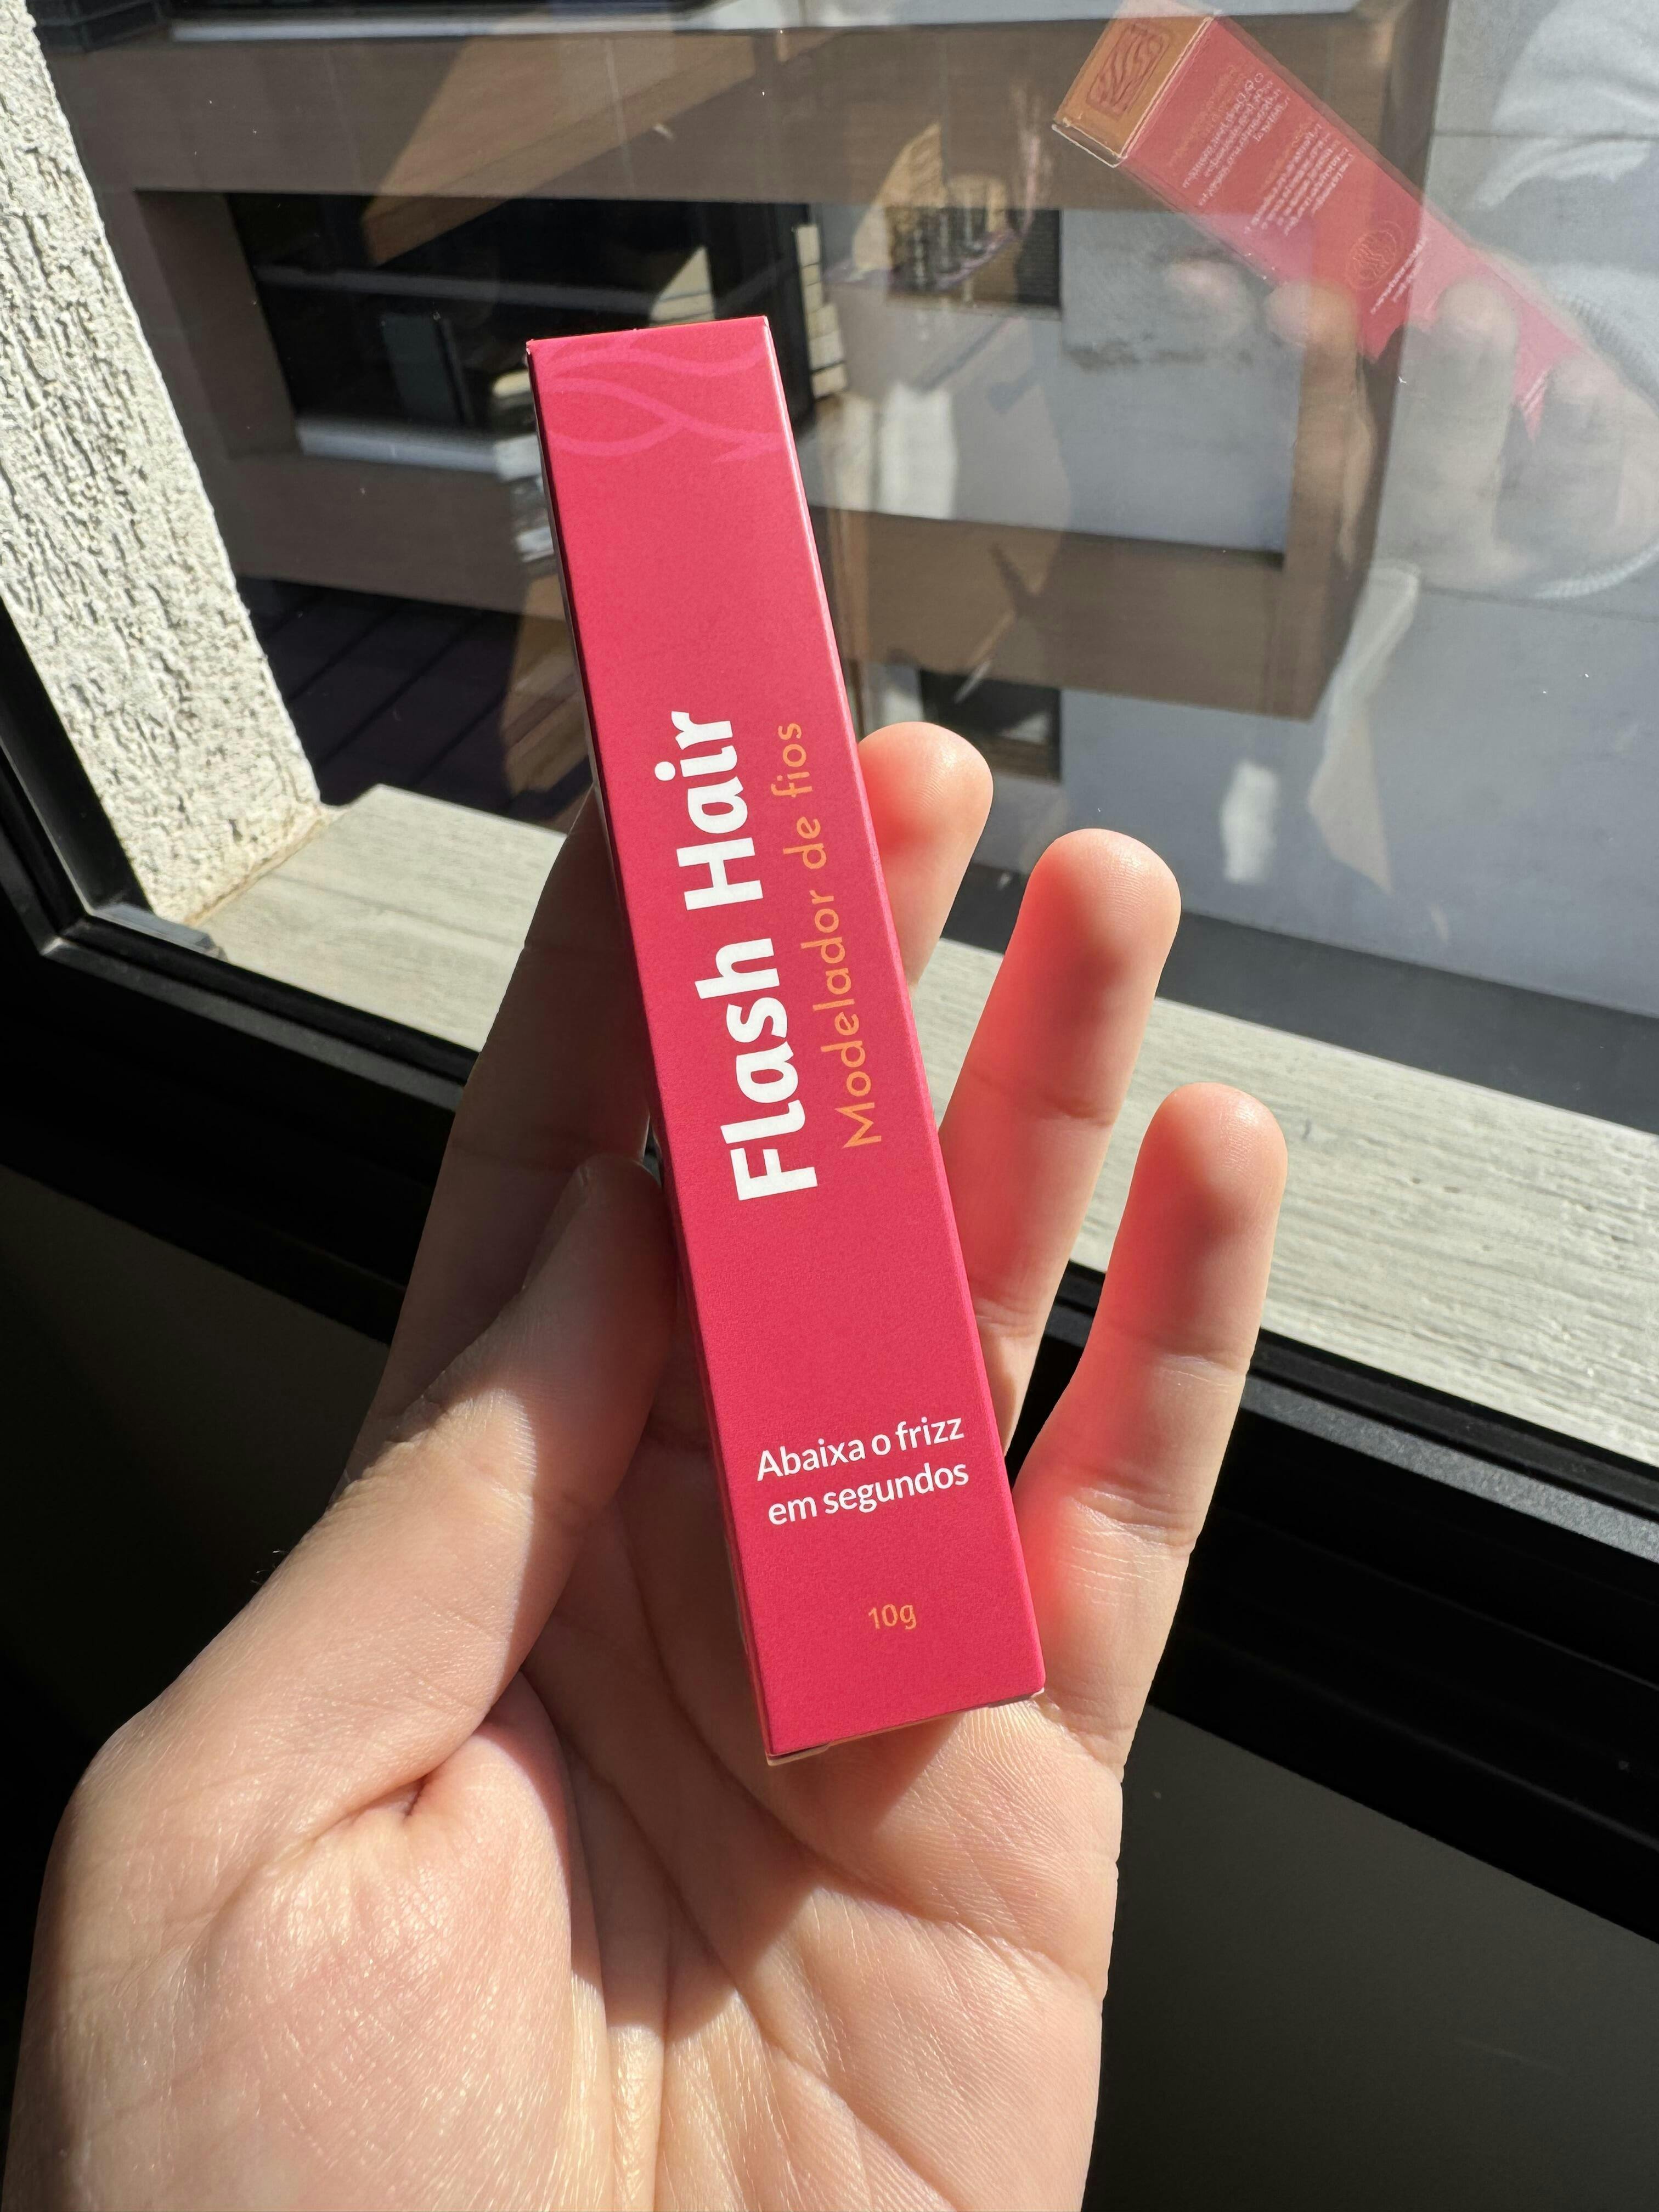 Flash Hair
Modelador de fios
Abaixa o frizz
em segundos
10g